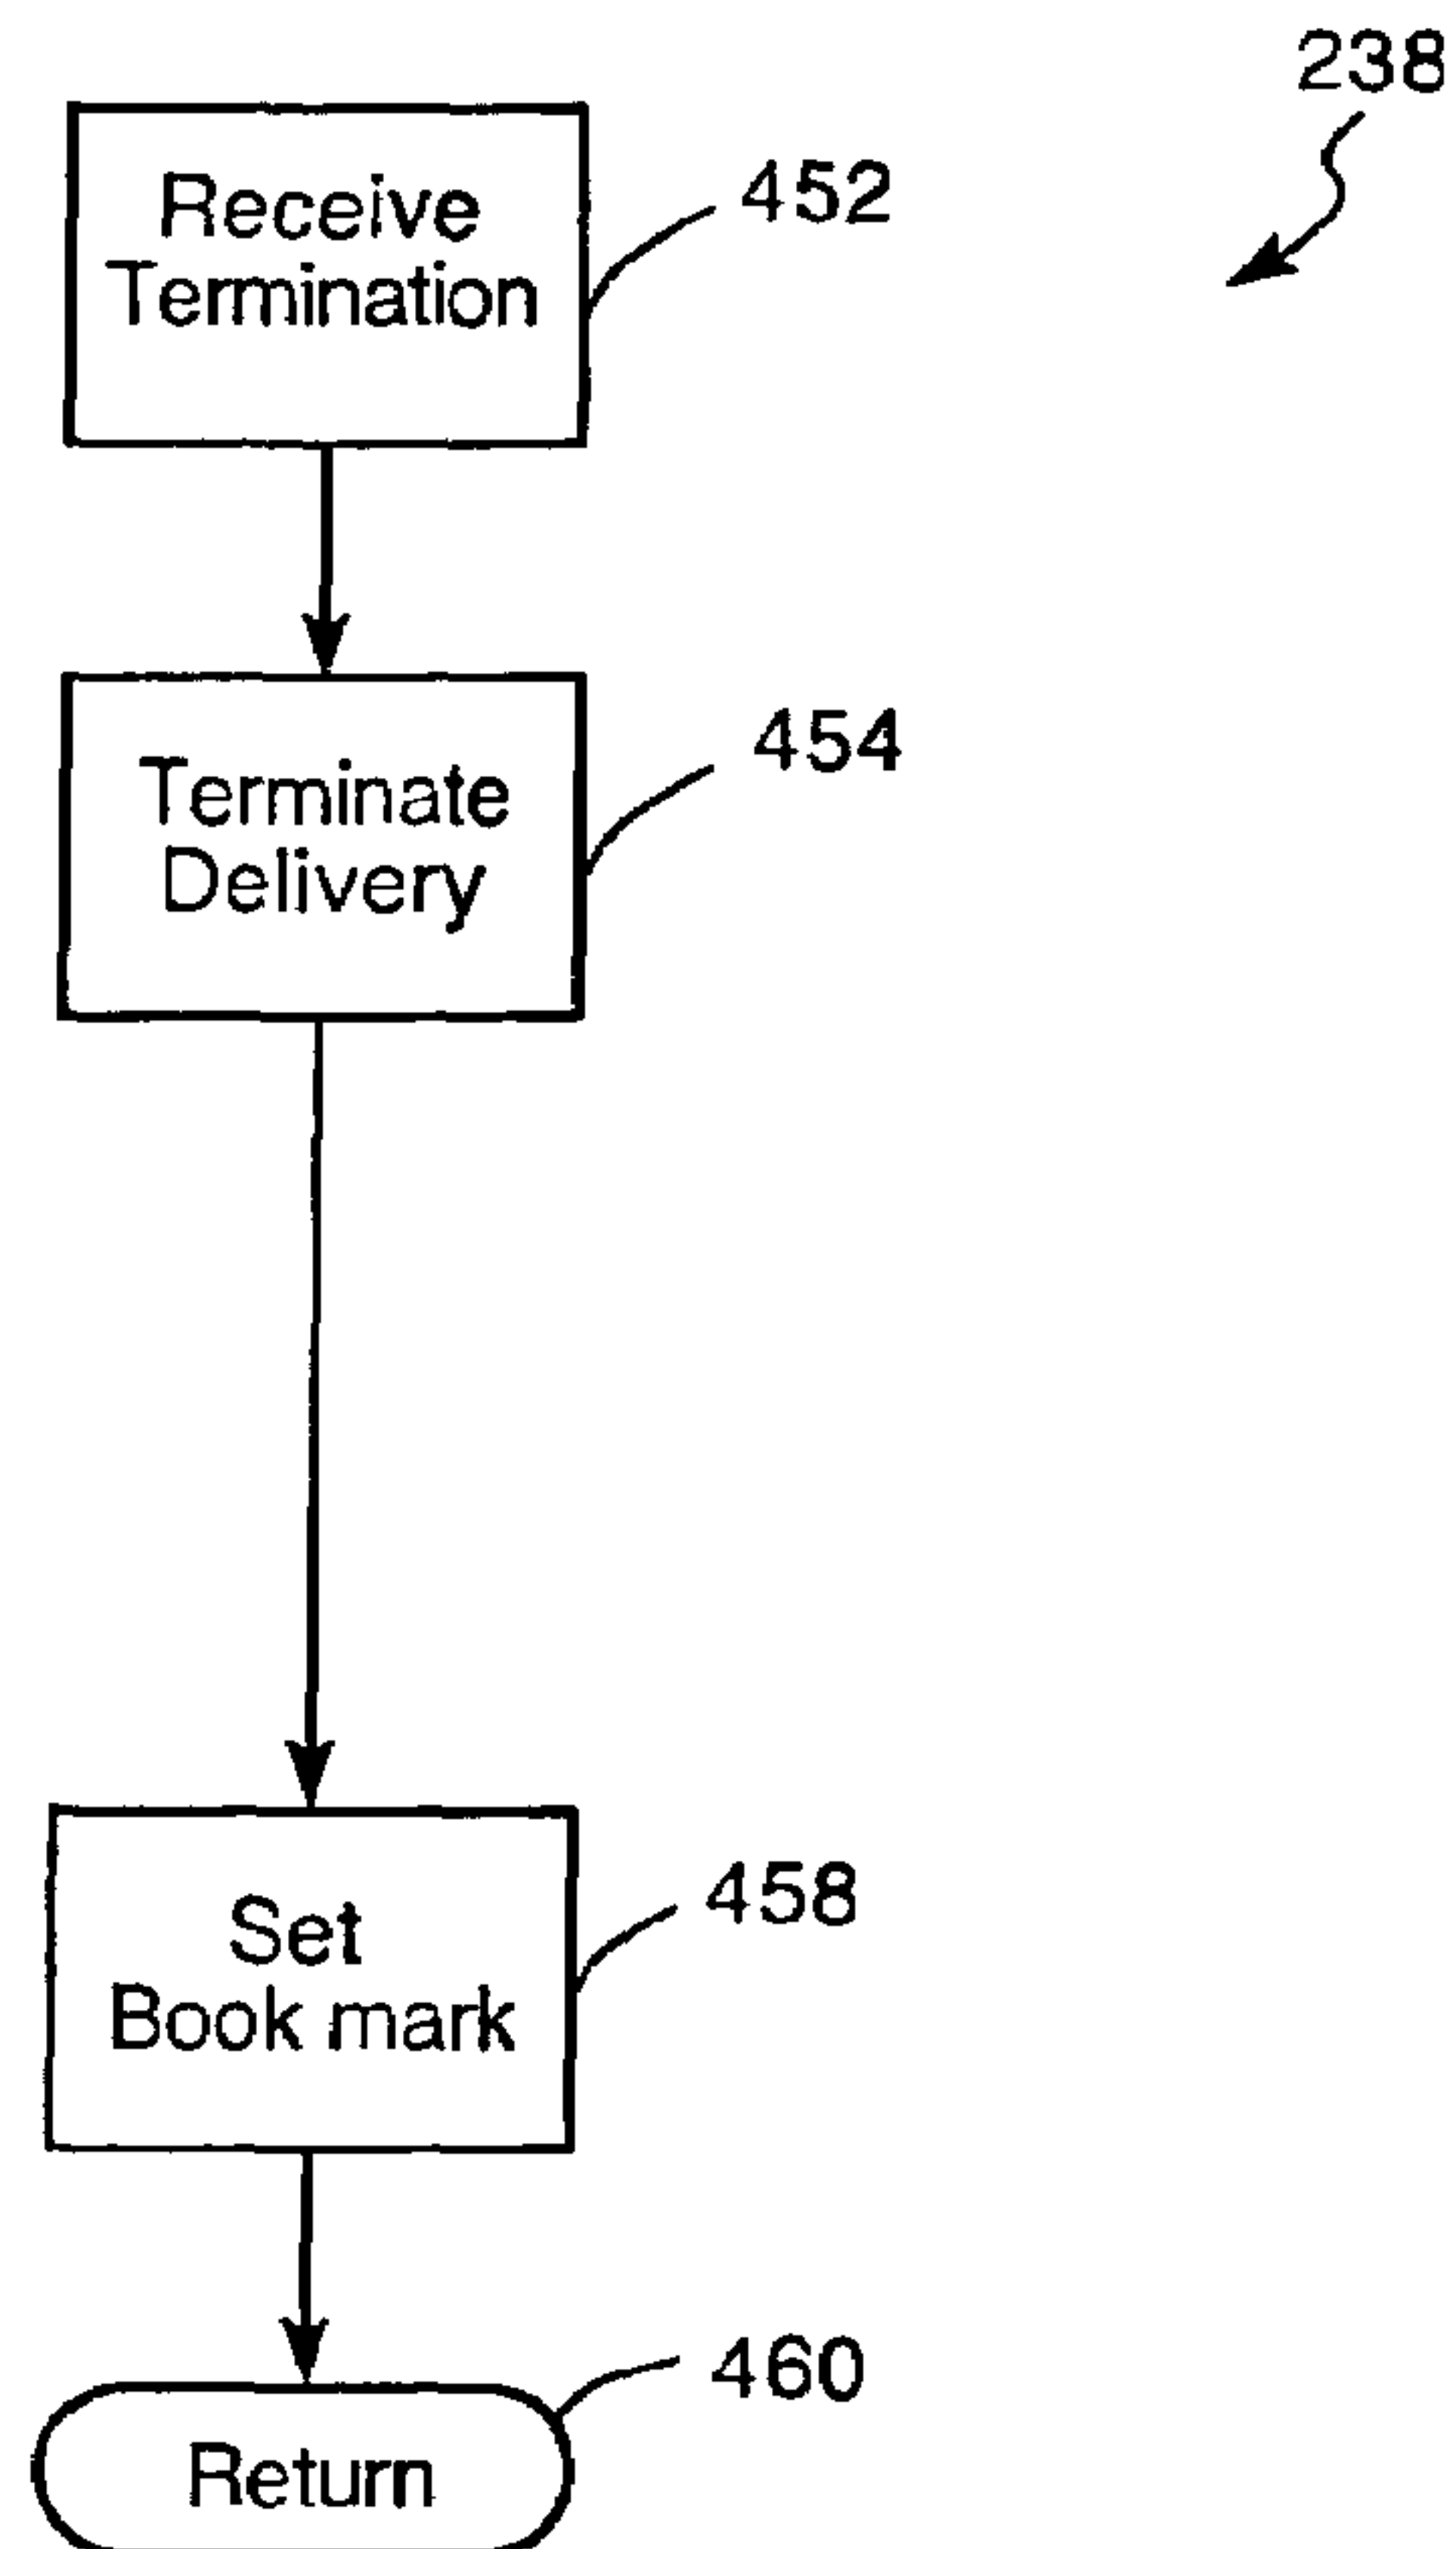 238
Receive
Termination
452
Terminate
Delivery
454
Set
Book mark
458
Return
460